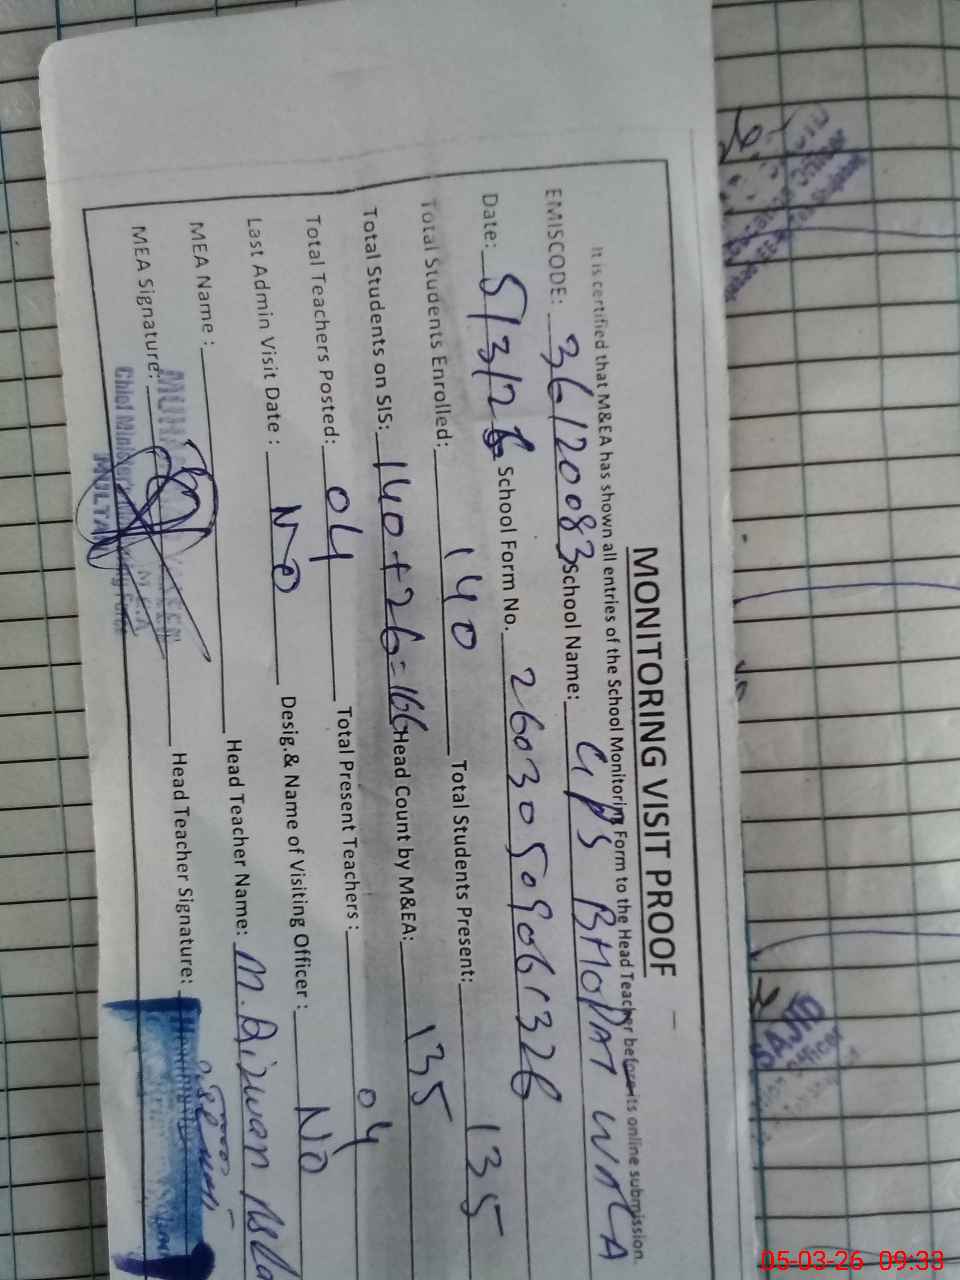 MONITORING VISIT PROOF
It is certified that M&EA has shown all entries of the School Monitoring Form to the Head Teacher before its online submission.
EMISCODE: 36120083 School Name: GPS BHODAT WALA
Date: 5/3/26 School Form No. 26030509061326
Total Students Enrolled: 140 Total Students Present: 135
Total Students on SIS: 140+26=166 Head Count by M&EA: 135
Total Teachers Posted: 04 Total Present Teachers: 04
Last Admin Visit Date: No Desig.& Name of Visiting Officer: No
MEA Name: Head Teacher Name: M. Rizwan
MEA Signature: Head Teacher Signature:
MULTAN
05-03-26 09:33